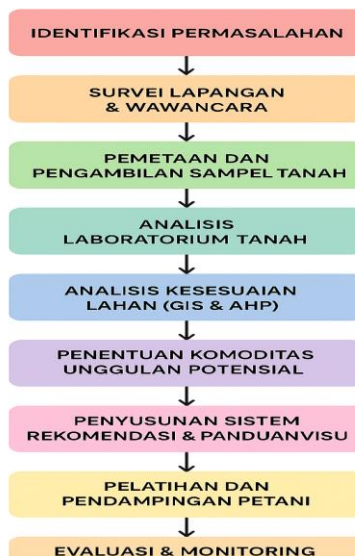 IDENTIFIKASI PERMASALAHAN
SURVEI LAPANGAN
& WAWANCARA
PEMETAAN DAN
PENGAMBILAN SAMPEL TANAH
ANALISIS
LABORATORIUM TANAH
ANALISIS KESESUAIAN
LAHAN (GIS & AHP)
PENENTUAN KOMODITAS
UNGGULAN POTENSIAL
PENYUSUNAN SISTEM
REKOMENDASI & PANDUANVISU
PELATIHAN DAN
PENDAMPINGAN PETANI
EVALUASI & MONITORING